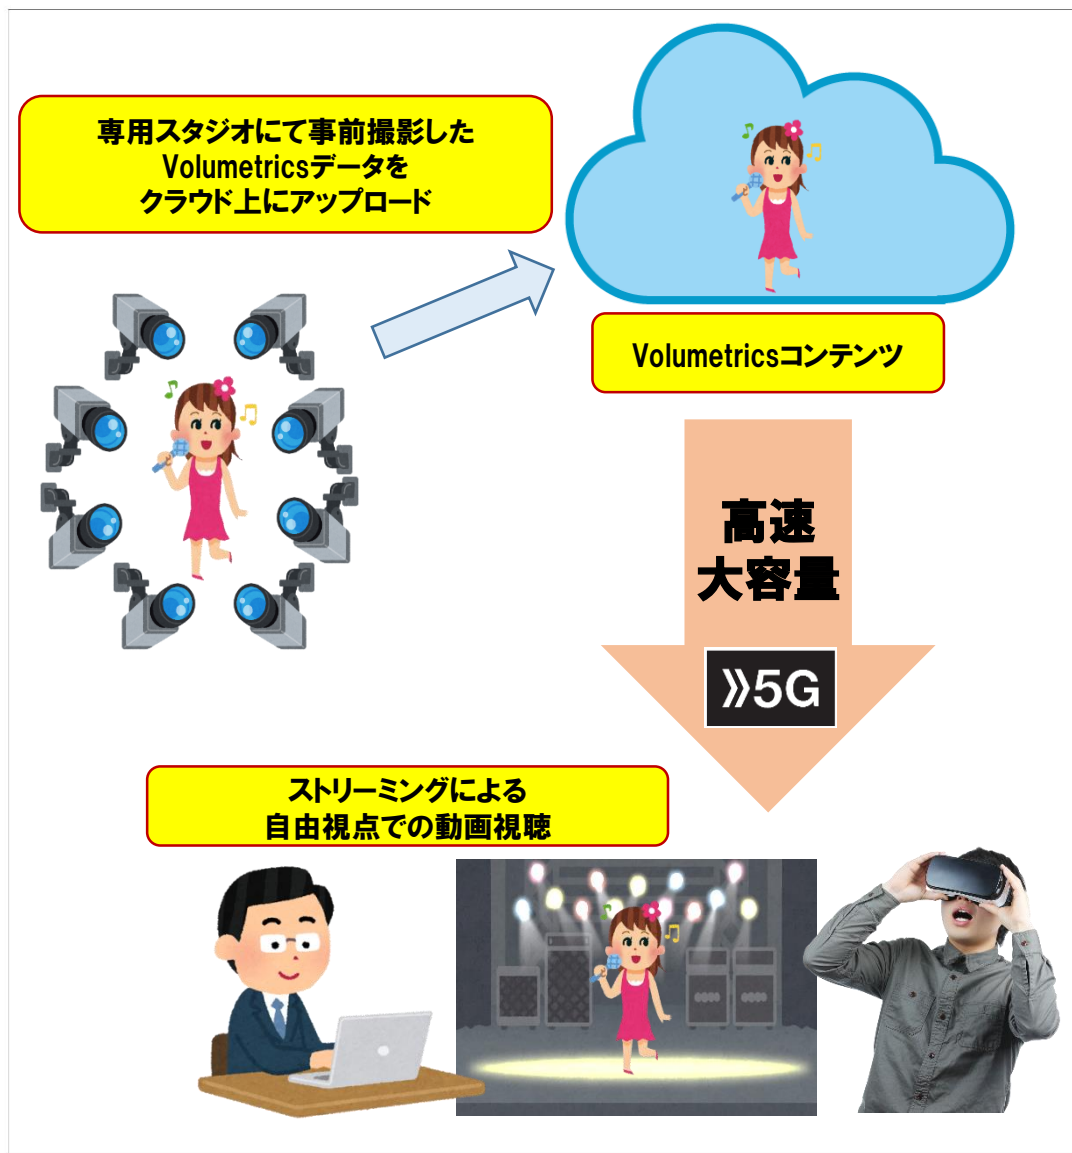 専用スタジオにて事前撮影した
Volumetricsデータを
クラウド上にアップロード
Volumetricsコンテンツ
高速
大容量
》5G
ストリーミングによる
自由視点での動画視聴